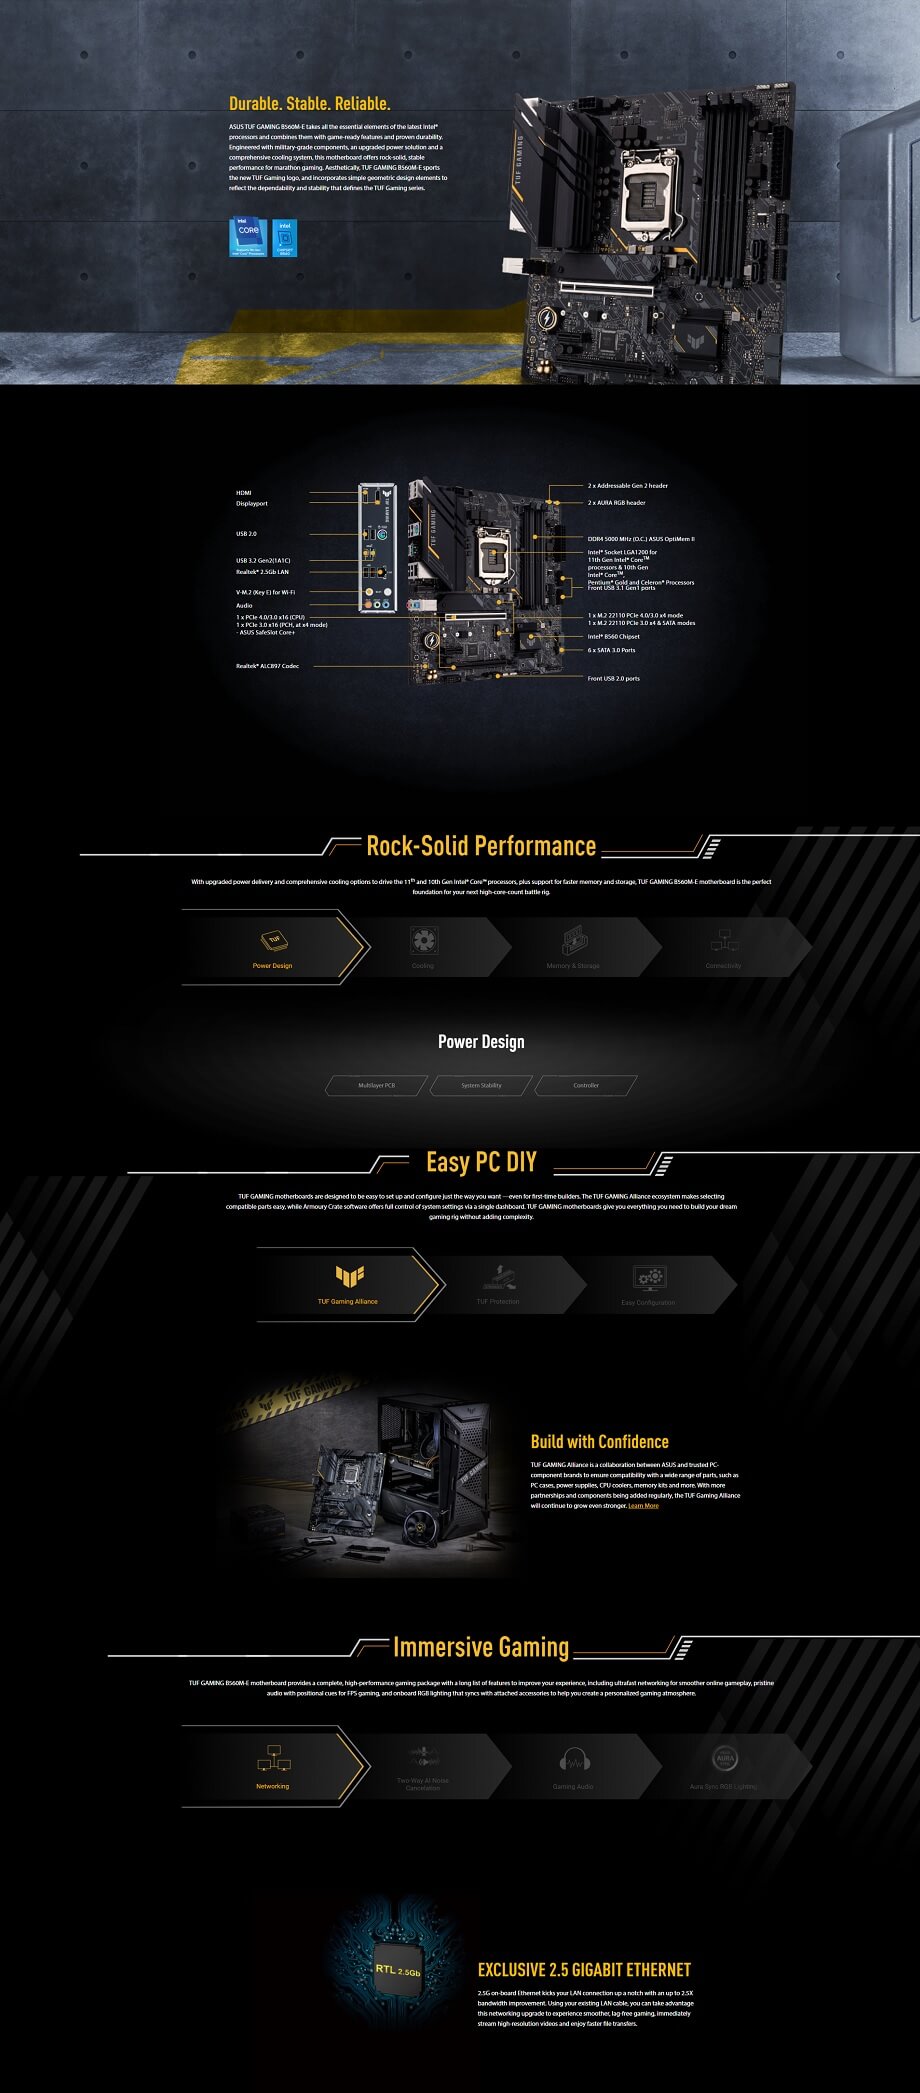 Durable. Stable. Reliable.
ASUS TUF GAMING B560M-E takes all the essential elements of the latest Intel®
processors and combines them with game-ready features and proven durability.
Engineered with military-grade components, an upgraded power solution and a
comprehensive cooling system, this motherboard offers rock-solid, stable
performance for marathon gaming. Aesthetically, TUF GAMING B560M-E sports
the new TUF Gaming logo, and incorporates simple geometric design elements to
reflect the dependability and stability that defines the TUF Gaming series.
intel
CORE
intel
CHIPSET
TUF GAMING
HDMI
Displayport
USB 2.0
USB 3.2 Gen2(1A1C)
Realtek® 2.5Gb LAN
V-M.2 (Key E) for Wi-Fi
Audio
1 x PCIe 4.0/3.0 x16 (CPU)
1 x PCIe 3.0 x16 (PCH, at x4 mode)
- ASUS SafeSlot Core+
Realtek® ALC897 Codec
TUF GAMING
TUF GAMING
2 x Addressable Gen 2 header
2 x AURA RGB header
DDR4 5000 MHz (O.C.) ASUS OptiMem II
Intel® Socket LGA1200 for
11th Gen Intel® Core™
processors & 10th Gen
Intel® Core™,
Pentium® Gold and Celeron® Processors
Front USB 3.1 Gen1 ports
1 x M.2 22110 PCIe 4.0/3.0 x4 mode
1 x M.2 22110 PCIe 3.0 x4 & SATA modes
Intel® B560 Chipset
6 x SATA 3.0 Ports
Front USB 2.0 ports
Rock-Solid Performance
With upgraded power delivery and comprehensive cooling options to drive the 11th and 10th Gen Intel® Core™ processors, plus support for faster memory and storage, TUF GAMING B560M-E motherboard is the perfect
foundation for your next high-core-count battle rig.
TUF
Power Design
Cooling
Memory & Storage
Connectivity
Power Design
Multilayer PCB
System Stability
Controller
Easy PC DIY
TUF GAMING motherboards are designed to be easy to set up and configure just the way you want —even for first-time builders. The TUF GAMING Alliance ecosystem makes selecting
compatible parts easy, while Armoury Crate software offers full control of system settings via a single dashboard. TUF GAMING motherboards give you everything you need to build your dream
gaming rig without adding complexity.
TUF Gaming Alliance
TUF Protection
Easy Configuration
TUF GAMING
Build with Confidence
TUF GAMING Alliance is a collaboration between ASUS and trusted PC-
component brands to ensure compatibility with a wide range of parts, such as
PC cases, power supplies, CPU coolers, memory kits and more. With more
partnerships and components being added regularly, the TUF Gaming Alliance
will continue to grow even stronger. Learn More
Immersive Gaming
TUF GAMING B560M-E motherboard provides a complete, high-performance gaming package with a long list of features to improve your experience, including ultrafast networking for smoother online gameplay, pristine
audio with positional cues for FPS gaming, and onboard RGB lighting that syncs with attached accessories to help you create a personalized gaming atmosphere.
Networking
Two-Way AI Noise
Cancelation
Gaming Audio
AURA
Aura Sync RGB Lighting
RTL 2.5Gb
EXCLUSIVE 2.5 GIGABIT ETHERNET
2.5G on-board Ethernet kicks your LAN connection up a notch with an up to 2.5X
bandwidth improvement. Using your existing LAN cable, you can take advantage
this networking upgrade to experience smoother, lag-free gaming, immediately
stream high-resolution videos and enjoy faster file transfers.